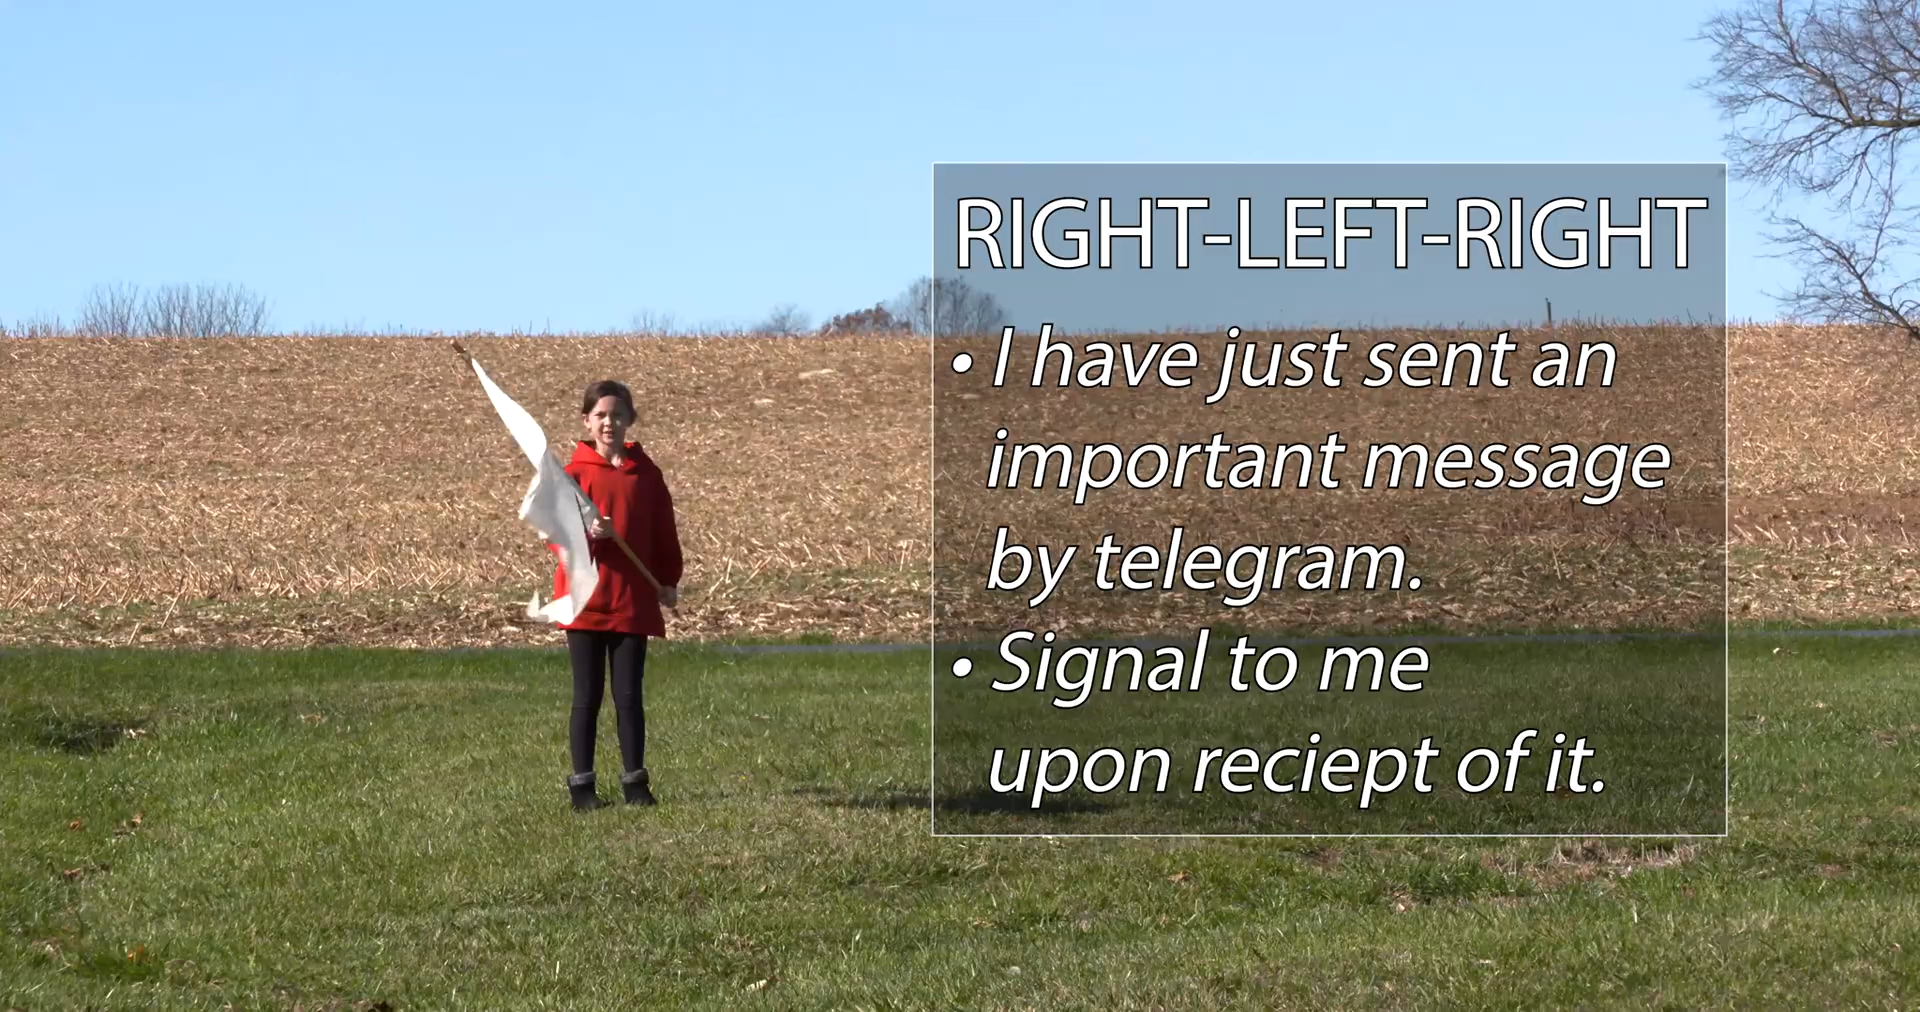 RIGHT-LEFT-RIGHT
• I have just sent an
important message
by telegram.
• Signal to me
upon reciept of it.